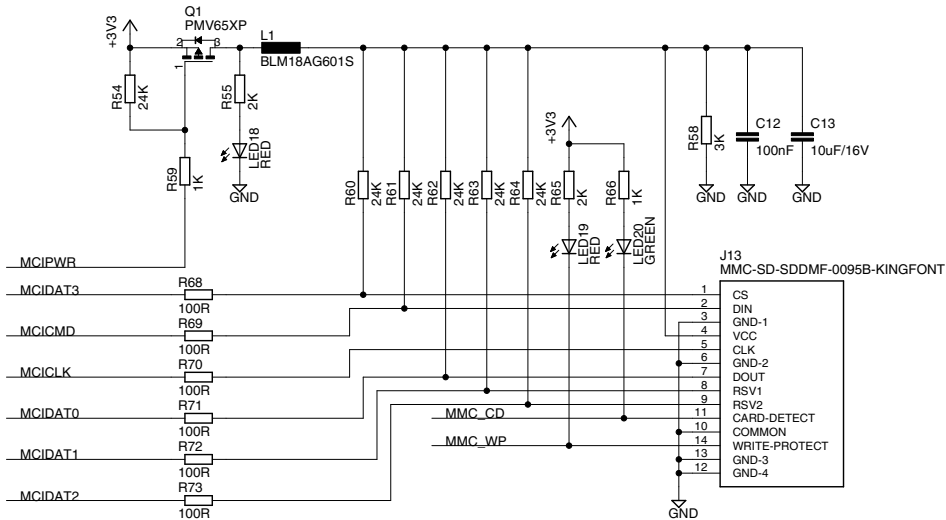 +3V3
Q1
PMV65XP
2
3
1
L1
BLM18AG601S
R54
24K
R55
2K
LED18
RED
GND
R59
1K
R60
24K
R61
24K
R62
24K
R63
24K
R64
24K
+3V3
R65
2K
R66
1K
LED19
RED
LED20
GREEN
R58
3K
C12
100nF
C13
10uF/16V
GND
GND
GND
J13
MMC-SD-SDDMF-0095B-KINGFONT
MCIPWR
MCIDAT3
R68
100R
MCICMD
R69
100R
MCICLK
R70
100R
MCIDAT0
R71
100R
MCIDAT1
R72
100R
MCIDAT2
R73
100R
MMC_CD
MMC_WP
1 CS
2 DIN
3 GND-1
4 VCC
5 CLK
6 GND-2
7 DOUT
8 RSV1
9 RSV2
11 CARD-DETECT
10 COMMON
14 WRITE-PROTECT
13 GND-3
12 GND-4
GND